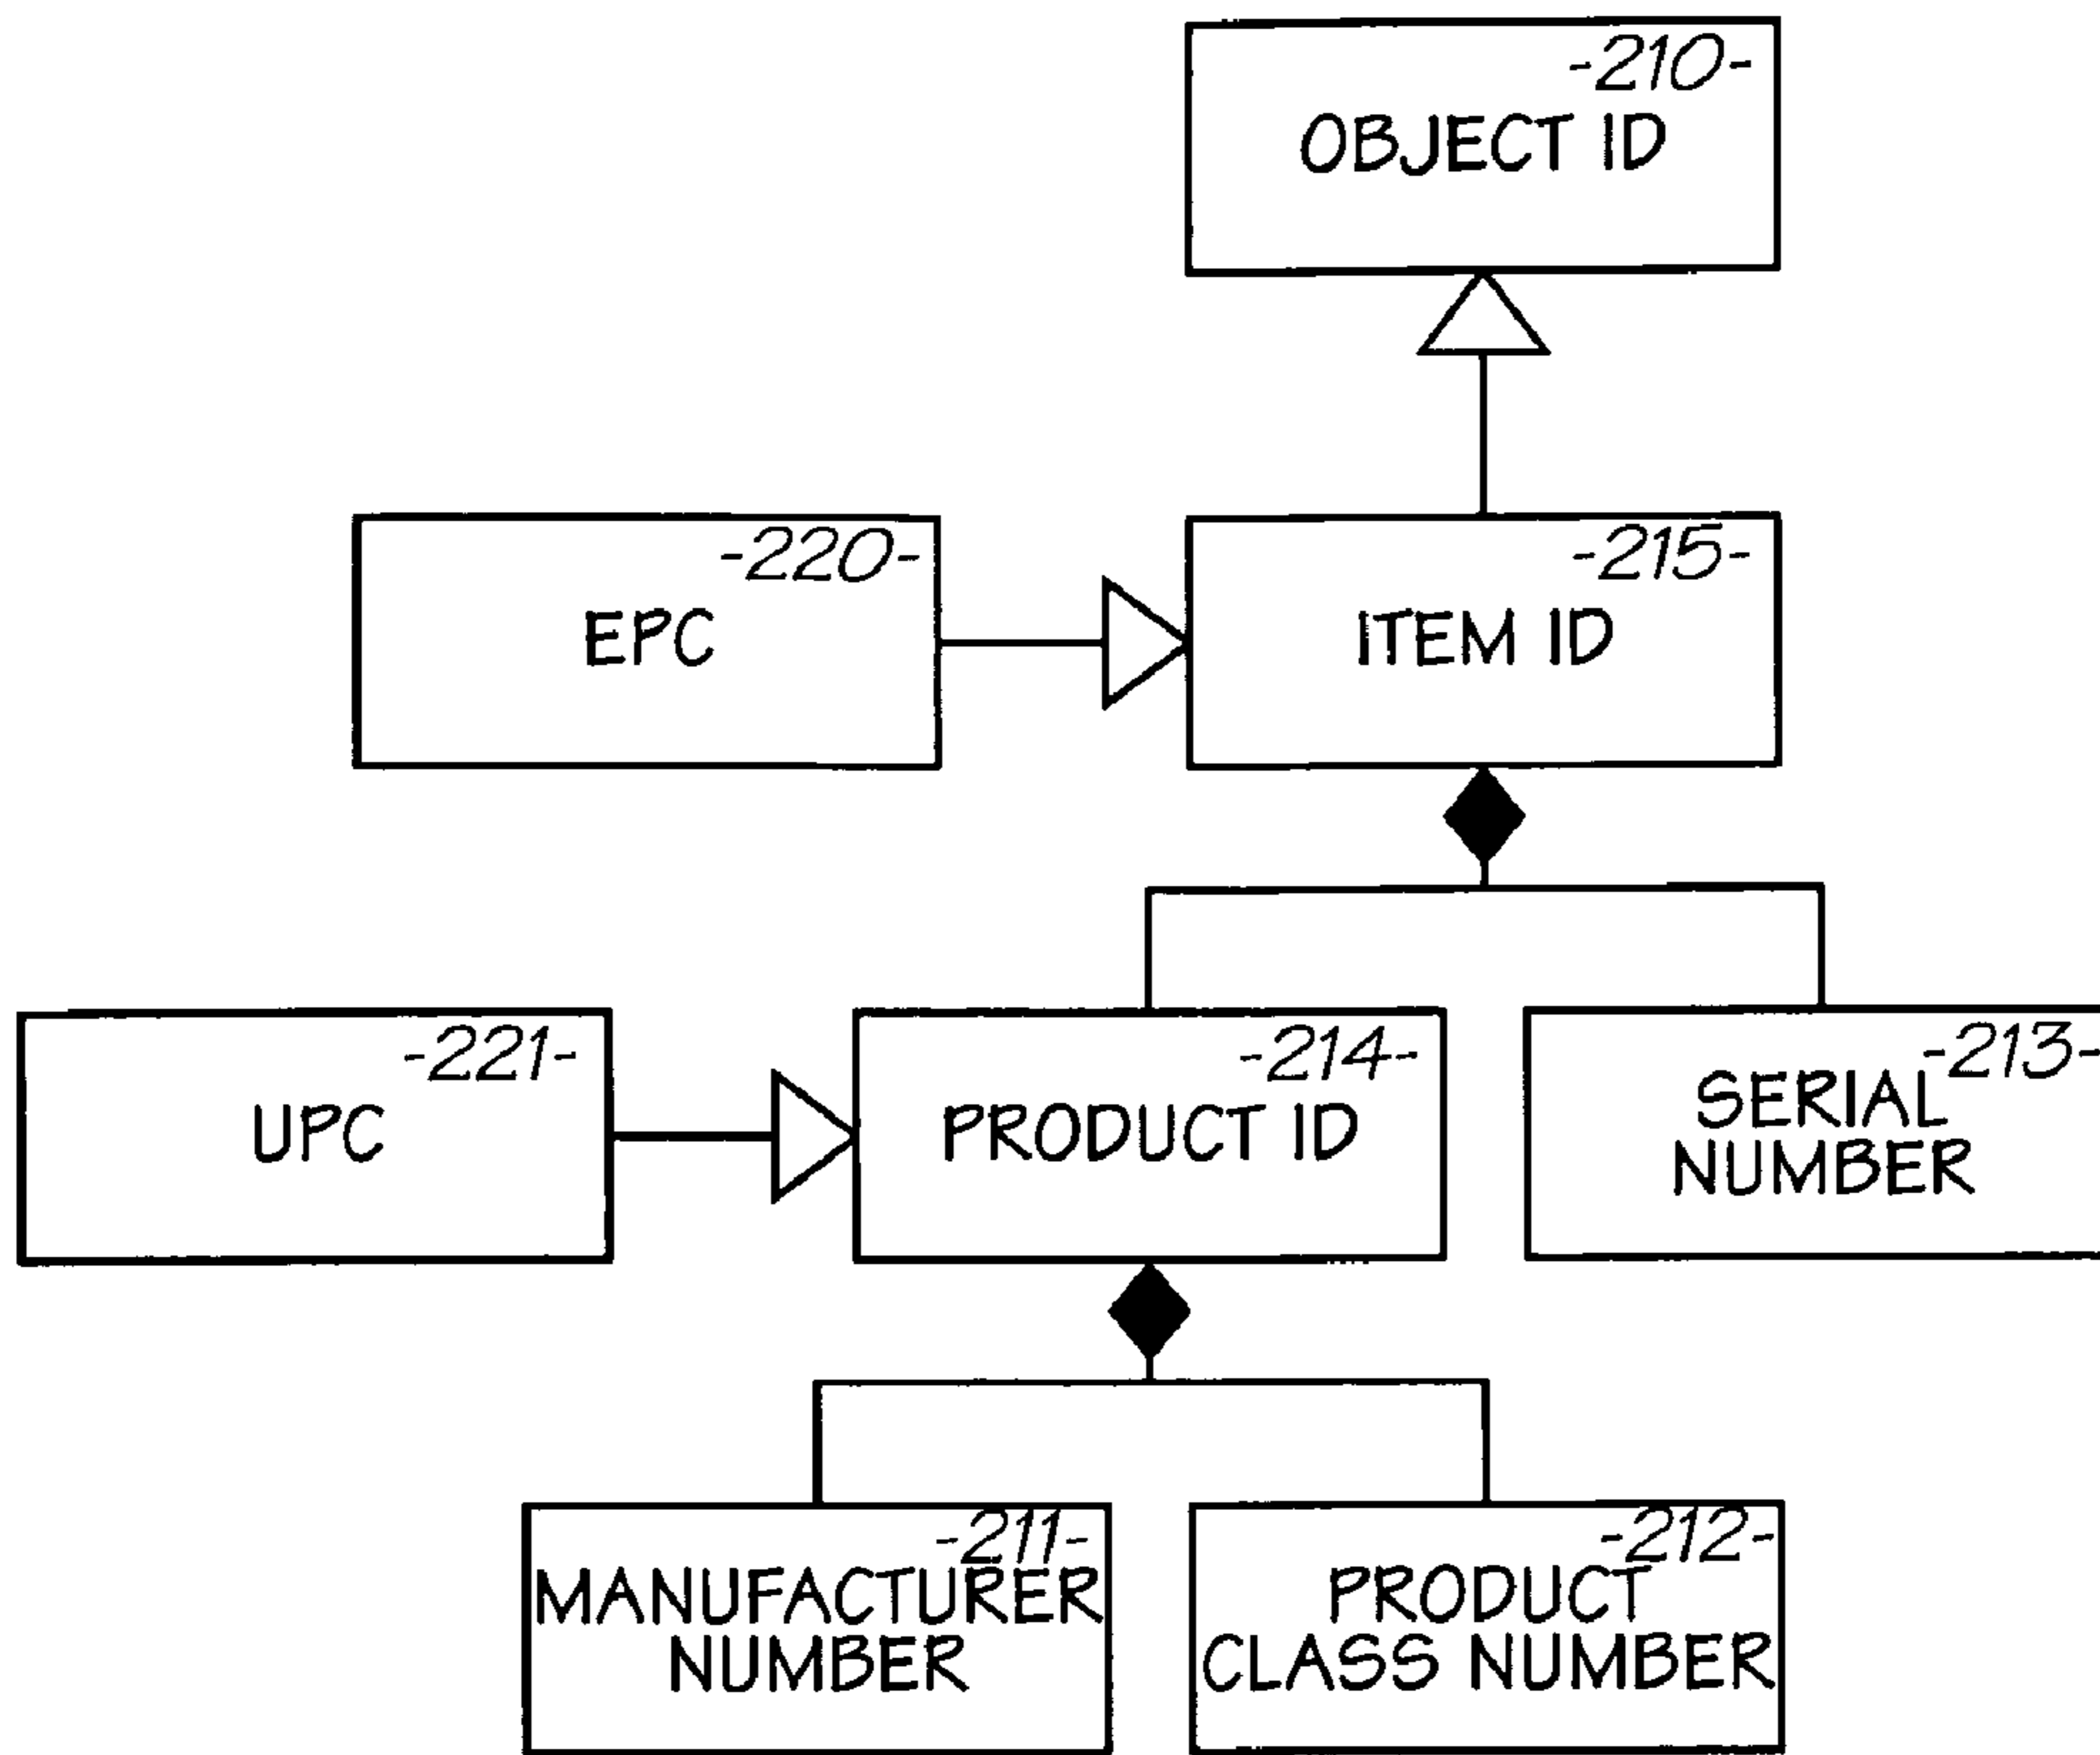 -210-
OBJECT ID
-220-
EPC
-215-
ITEM ID
-221-
UPC
-214-
PRODUCT ID
-213-
SERIAL
NUMBER
-211-
MANUFACTURER
NUMBER
-212-
PRODUCT
CLASS NUMBER